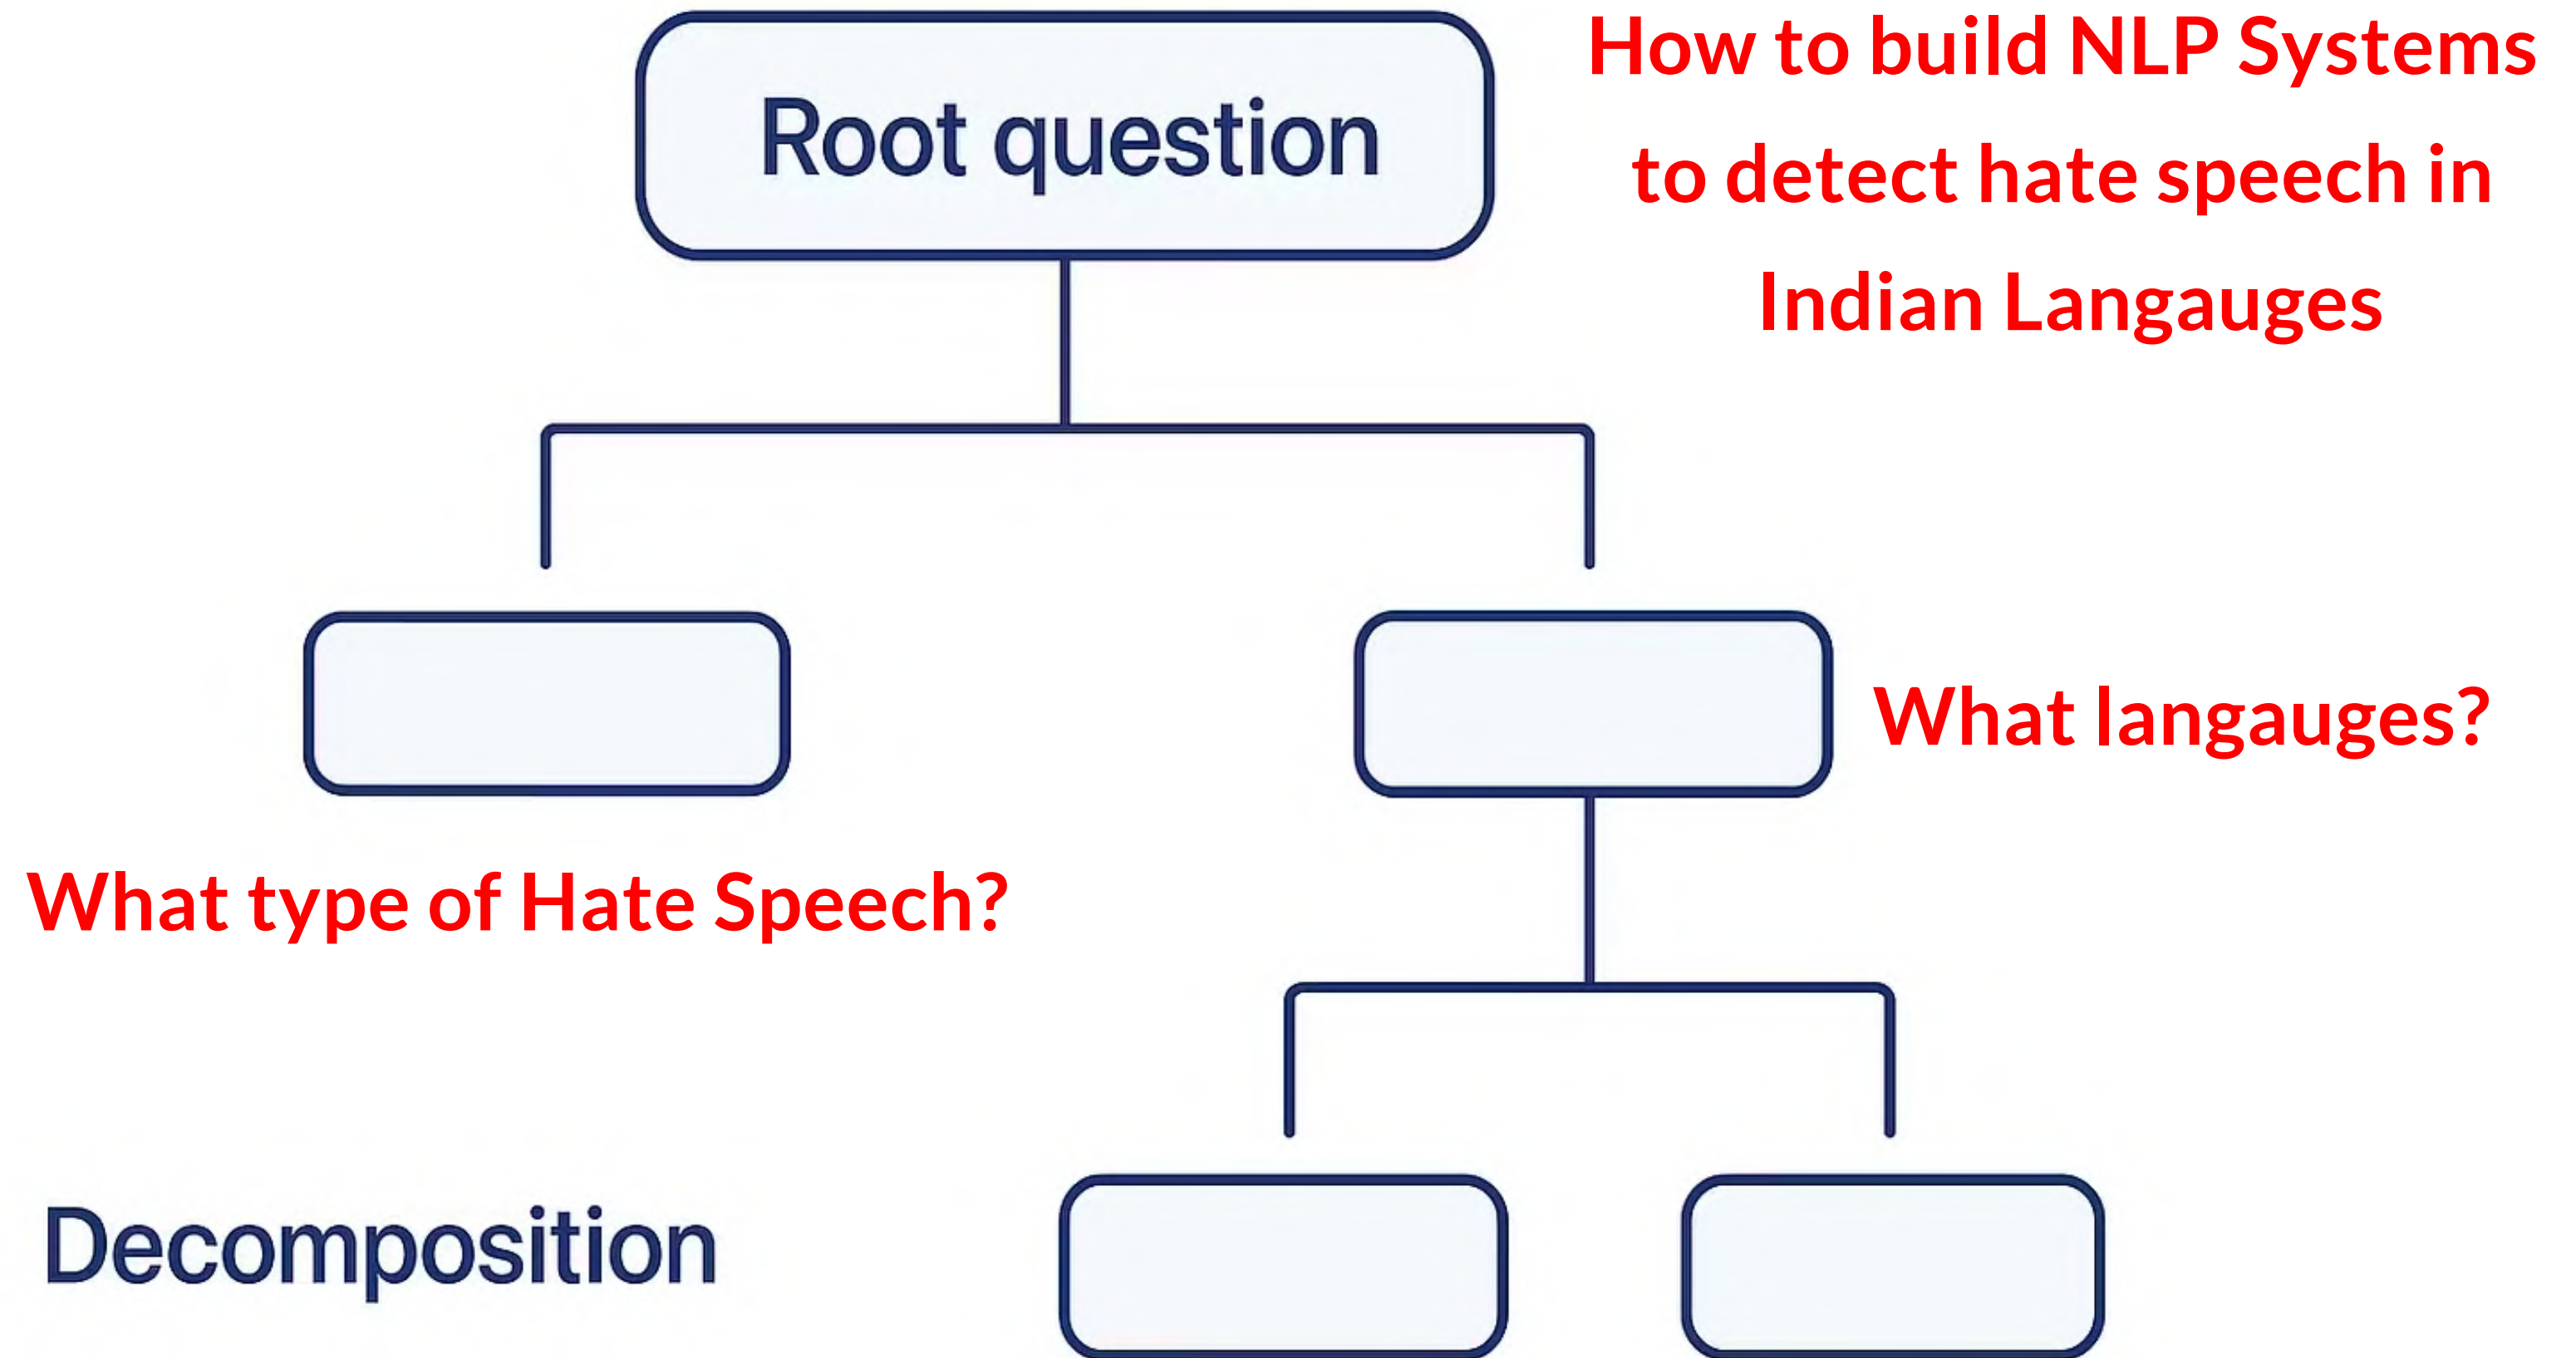 Root question
How to build NLP Systems
to detect hate speech in
Indian Langauges
What langauges?
What type of Hate Speech?
Decomposition